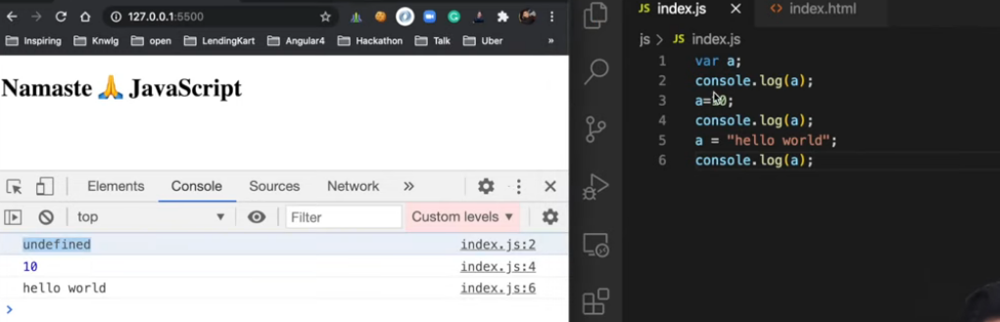 127.0.0.1:5500
Inspiring Knwlg open LendingKart Angular4 Hackathon Talk Uber »
Namaste 🙏 JavaScript
Elements Console Sources Network »
top Filter Custom levels ▼
undefined index.js:2
10 index.js:4
hello world index.js:6
>
JS index.js × <> index.html
js > JS index.js
1 var a;
2 console.log(a);
3 a=10;
4 console.log(a);
5 a = "hello world";
6 console.log(a);